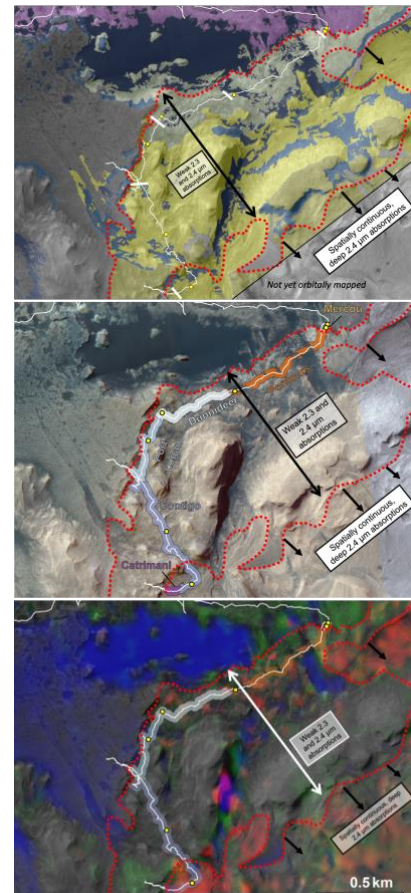 Weak 2.3
and 2.4 µm
absorptions
Spatially continuous,
deep 2.4 µm absorptions
Not yet orbitally mapped
Mercou
Weak 2.3 and
2.4 µm
absorptions
Contigo
Catrimani
Spatially continuous,
deep 2.4 µm absorptions
Weak 2.3
and 2.4 µm
absorptions
Spatially continuous, deep
2.4 µm absorptions
0.5 km